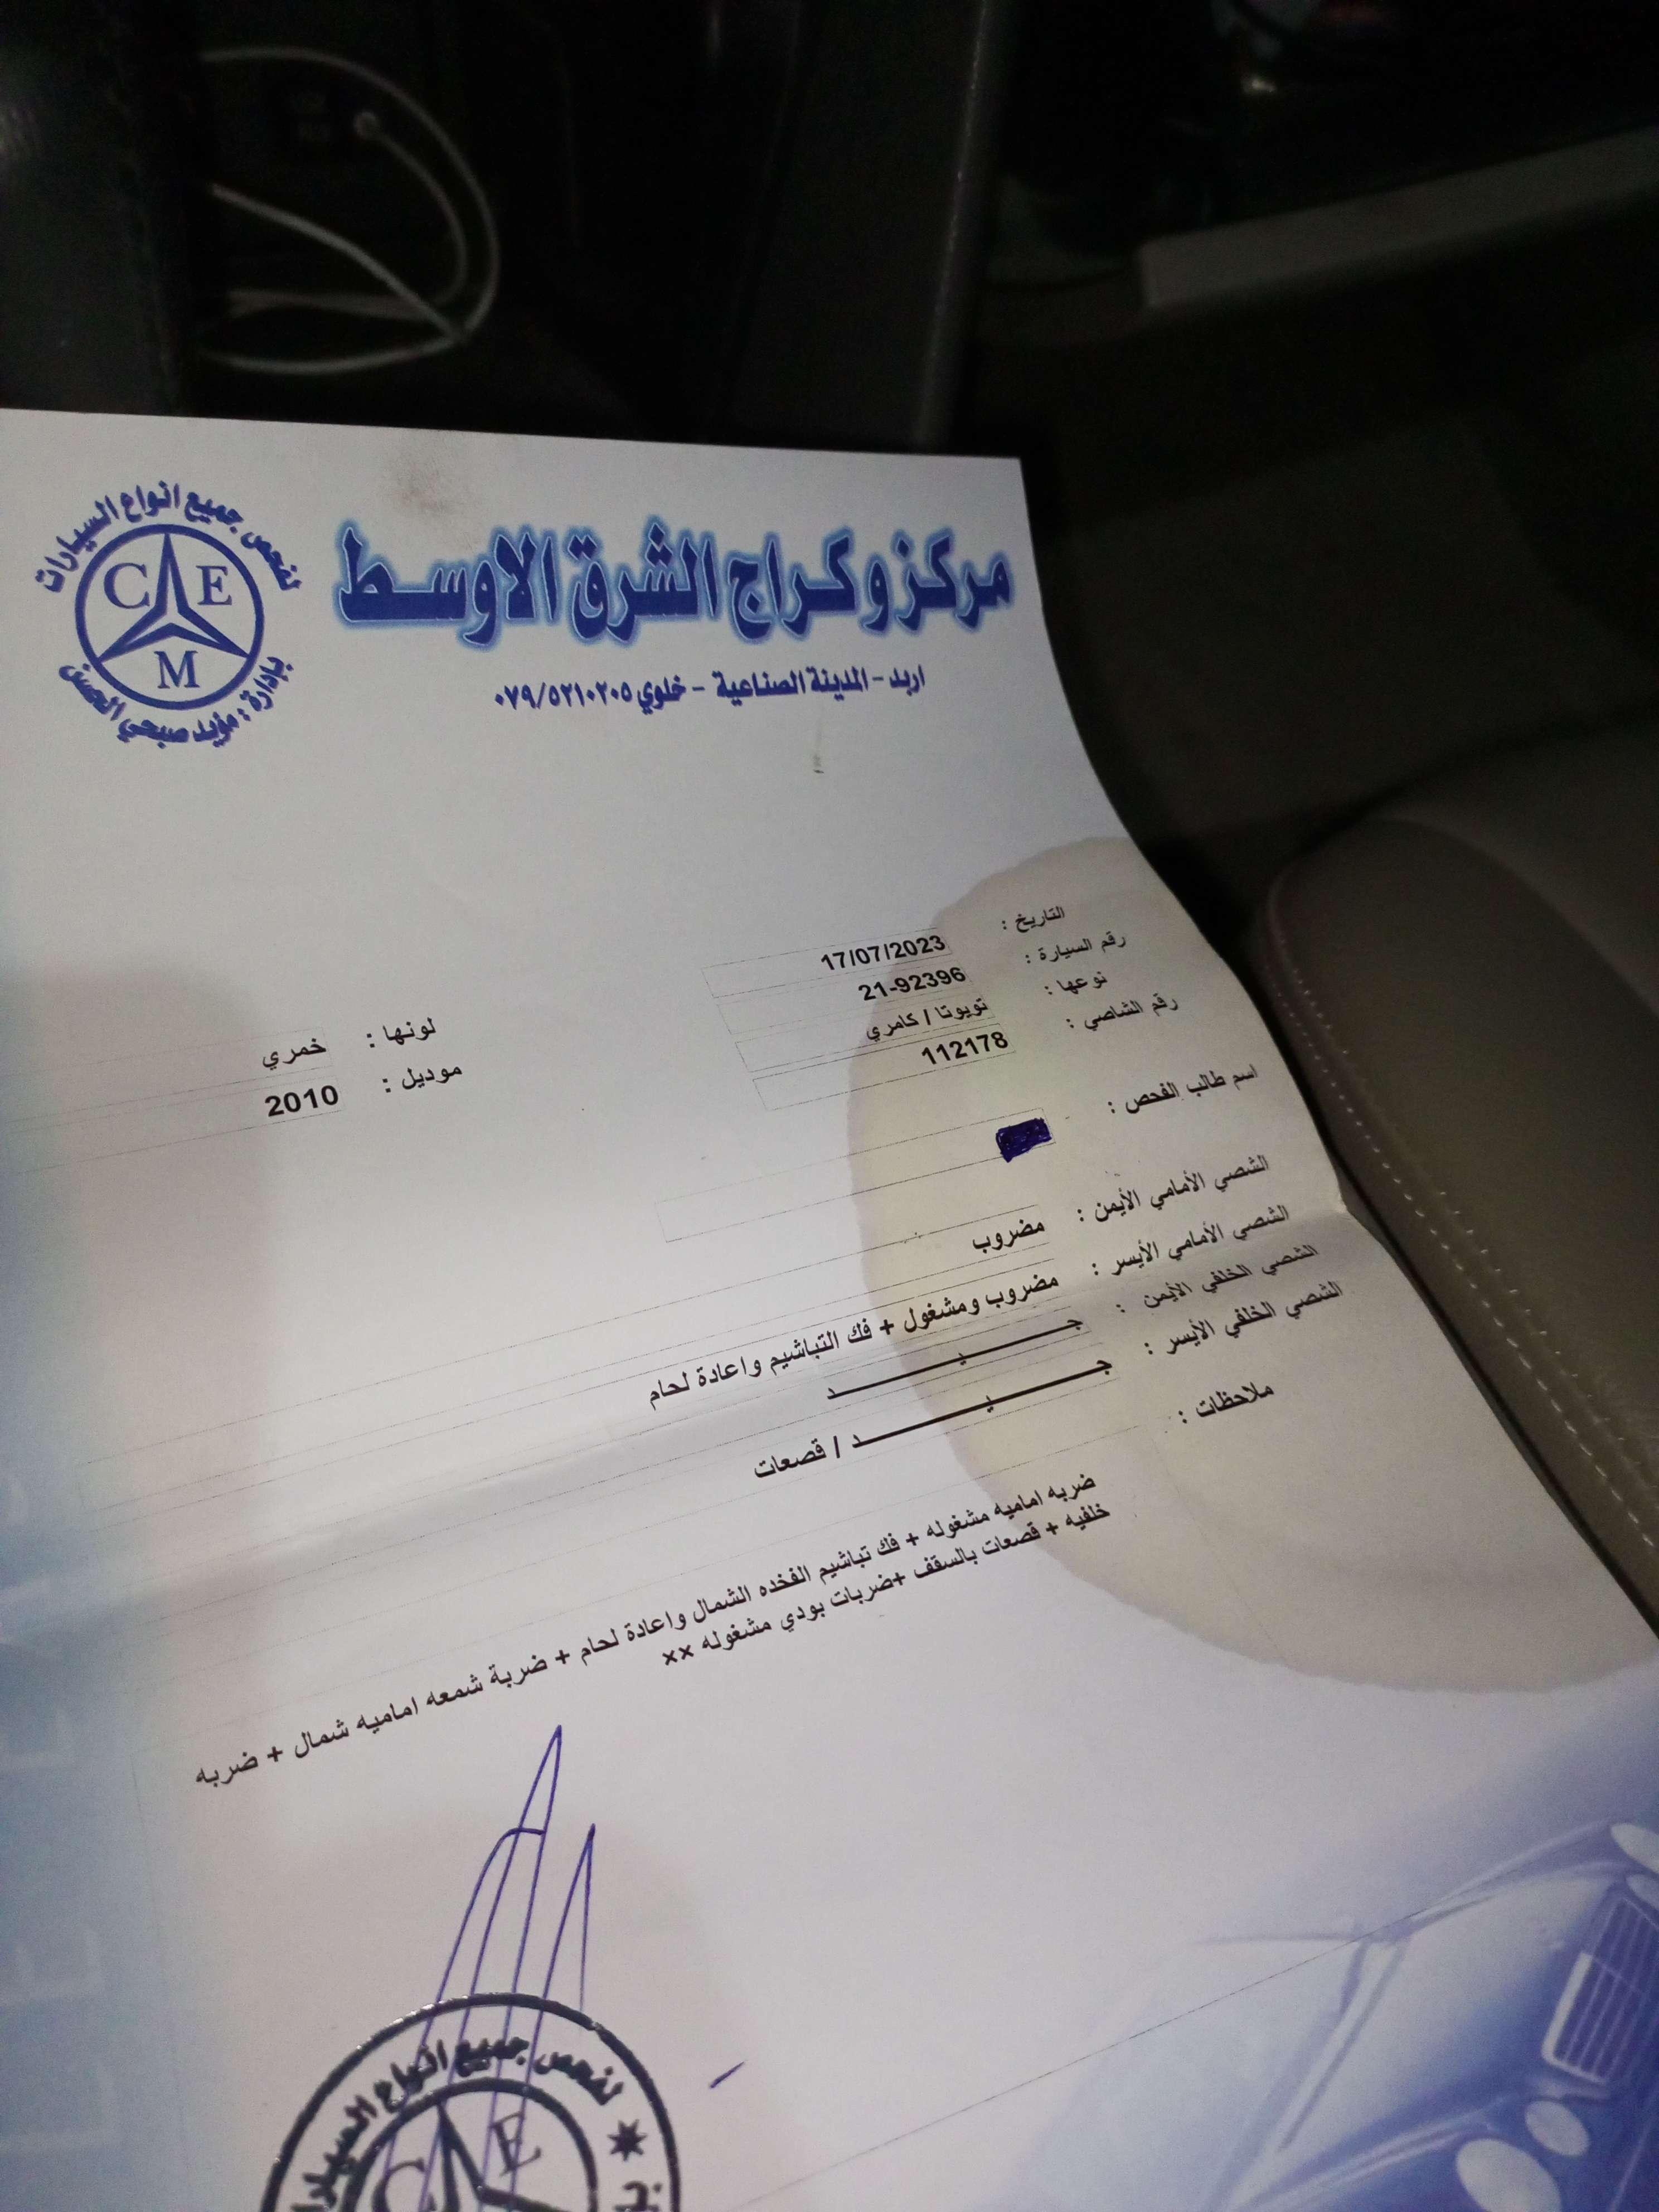 لفحص جميع انواع السيارات
C E
M
بإدارة : مؤيد صبحي الحسن
مركز وكراج الشرق الاوسط
اربد - المدينة الصناعية - خلوي ٠٧٩/٥٢١٠٢٠٥
التاريخ : 17/07/2023
رقم السيارة : 21-92396
نوعها : تويوتا / كامري لونها : خمري
رقم الشاصي : 112178 موديل : 2010
اسم طالب الفحص :
الشصي الأمامي الأيمن : مضروب
الشصي الأمامي الأيسر : مضروب ومشغول + فك التباشيم واعادة لحام
الشصي الخلفي الأيمن : جيد
الشصي الخلفي الأيسر : جيد / قصعات
ملاحظات :
ضربه اماميه مشغوله + فك تباشيم الفخده الشمال واعادة لحام + ضربة شمعه اماميه شمال + ضربه
خلفيه + قصعات بالسقف +ضربات بودي مشغوله ××
لفحص جميع انواع السيارا
C E